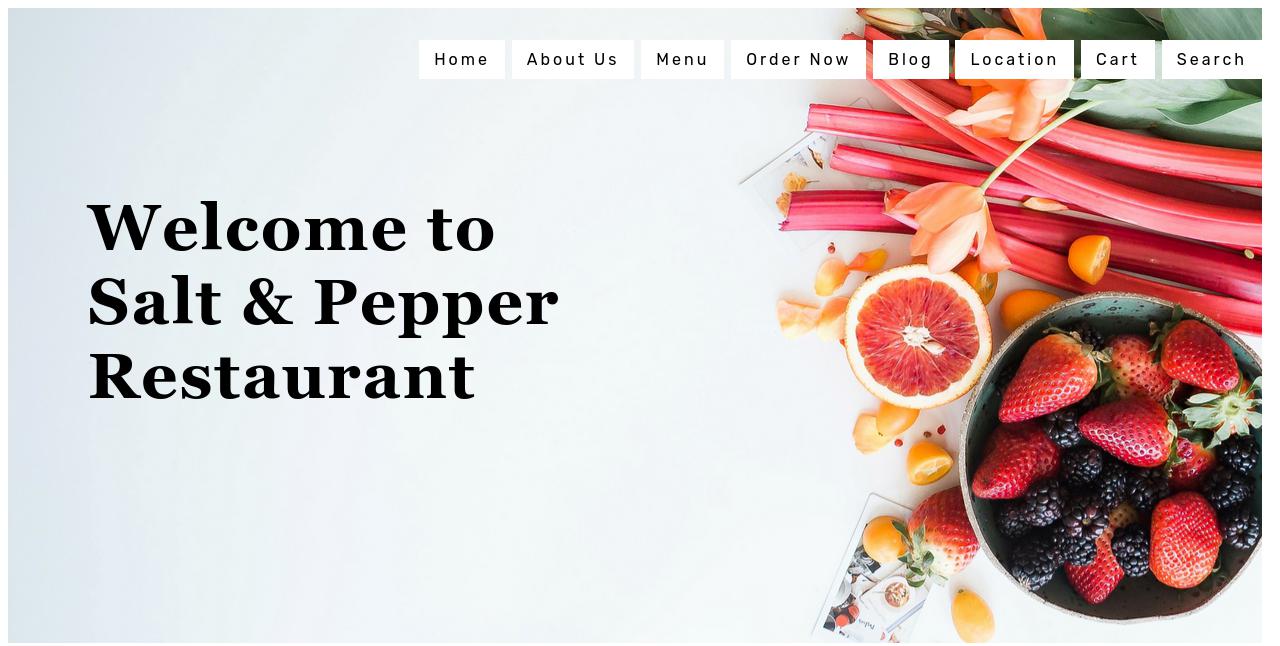 Home About Us Menu Order Now Blog Location Cart Search
Welcome to
Salt & Pepper
Restaurant